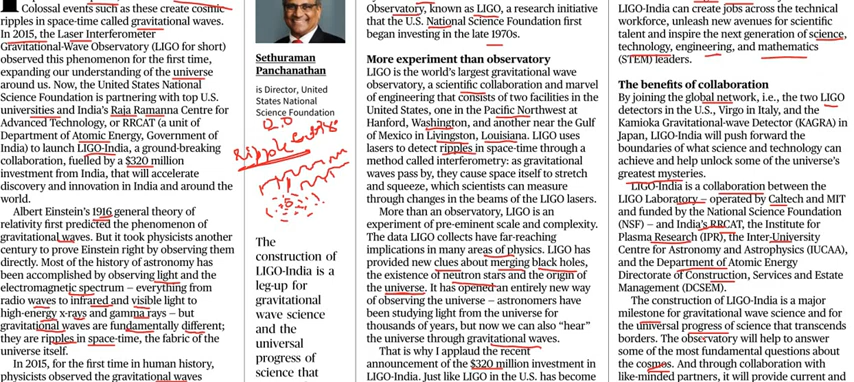 Colossal events such as these create cosmic
ripples in space-time called gravitational waves.
In 2015, the Laser Interferometer
Gravitational-Wave Observatory (LIGO for short)
observed this phenomenon for the first time,
expanding our understanding of the universe
around us. Now, the United States National
Science Foundation is partnering with top U.S.
universities and India's Raja Ramanna Centre for
Advanced Technology, or RRCAT (a unit of
Department of Atomic Energy, Government of
India) to launch LIGO-India, a ground-breaking
collaboration, fuelled by a $320 million
investment from India, that will accelerate
discovery and innovation in India and around the
world.
Albert Einstein's 1916 general theory of
relativity first predicted the phenomenon of
gravitational waves. But it took physicists another
century to prove Einstein right by observing them
directly. Most of the history of astronomy has
been accomplished by observing light and the
electromagnetic spectrum — everything from
radio waves to infrared and visible light to
high-energy x-rays and gamma rays — but
gravitational waves are fundamentally different;
they are ripples in space-time, the fabric of the
universe itself.
In 2015, for the first time in human history,
physicists observed the gravitational waves
Sethuraman
Panchanathan
is Director, United
States National
Science Foundation
The
construction of
LIGO-India is a
leg-up for
gravitational
wave science
and the
universal
progress of
science that
Observatory, known as LIGO, a research initiative
that the U.S. National Science Foundation first
began investing in the late 1970s.
More experiment than observatory
LIGO is the world's largest gravitational wave
observatory, a scientific collaboration and marvel
of engineering that consists of two facilities in the
United States, one in the Pacific Northwest at
Hanford, Washington, and another near the Gulf
of Mexico in Livingston, Louisiana. LIGO uses
lasers to detect ripples in space-time through a
method called interferometry: as gravitational
waves pass by, they cause space itself to stretch
and squeeze, which scientists can measure
through changes in the beams of the LIGO lasers.
More than an observatory, LIGO is an
experiment of pre-eminent scale and complexity.
The data LIGO collects have far-reaching
implications in many areas of physics. LIGO has
provided new clues about merging black holes,
the existence of neutron stars and the origin of
the universe. It has opened an entirely new way
of observing the universe — astronomers have
been studying light from the universe for
thousands of years, but now we can also "hear"
the universe through gravitational waves.
That is why I applaud the recent
announcement of the $320 million investment in
LIGO-India. Just like LIGO in the U.S. has become
LIGO-India can create jobs across the technical
workforce, unleash new avenues for scientific
talent and inspire the next generation of science,
technology, engineering, and mathematics
(STEM) leaders.
The benefits of collaboration
By joining the global network, i.e., the two LIGO
detectors in the U.S., Virgo in Italy, and the
Kamioka Gravitational-wave Detector (KAGRA) in
Japan, LIGO-India will push forward the
boundaries of what science and technology can
achieve and help unlock some of the universe's
greatest mysteries.
LIGO-India is a collaboration between the
LIGO Laboratory — operated by Caltech and MIT
and funded by the National Science Foundation
(NSF) — and India's RRCAT, the Institute for
Plasma Research (IPR), the Inter-University
Centre for Astronomy and Astrophysics (IUCAA),
and the Department of Atomic Energy
Directorate of Construction, Services and Estate
Management (DCSEM).
The construction of LIGO-India is a major
milestone for gravitational wave science and for
the universal progress of science that transcends
borders. The observatory will help to answer
some of the most fundamental questions about
the cosmos. And through collaboration with
like-minded partners, it will provide current and